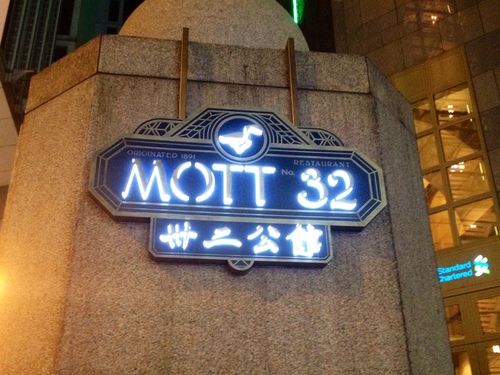 ORIGINATED 1891
RESTAURANT
MOTT No. 32
卅二公館
Standard
Chartered